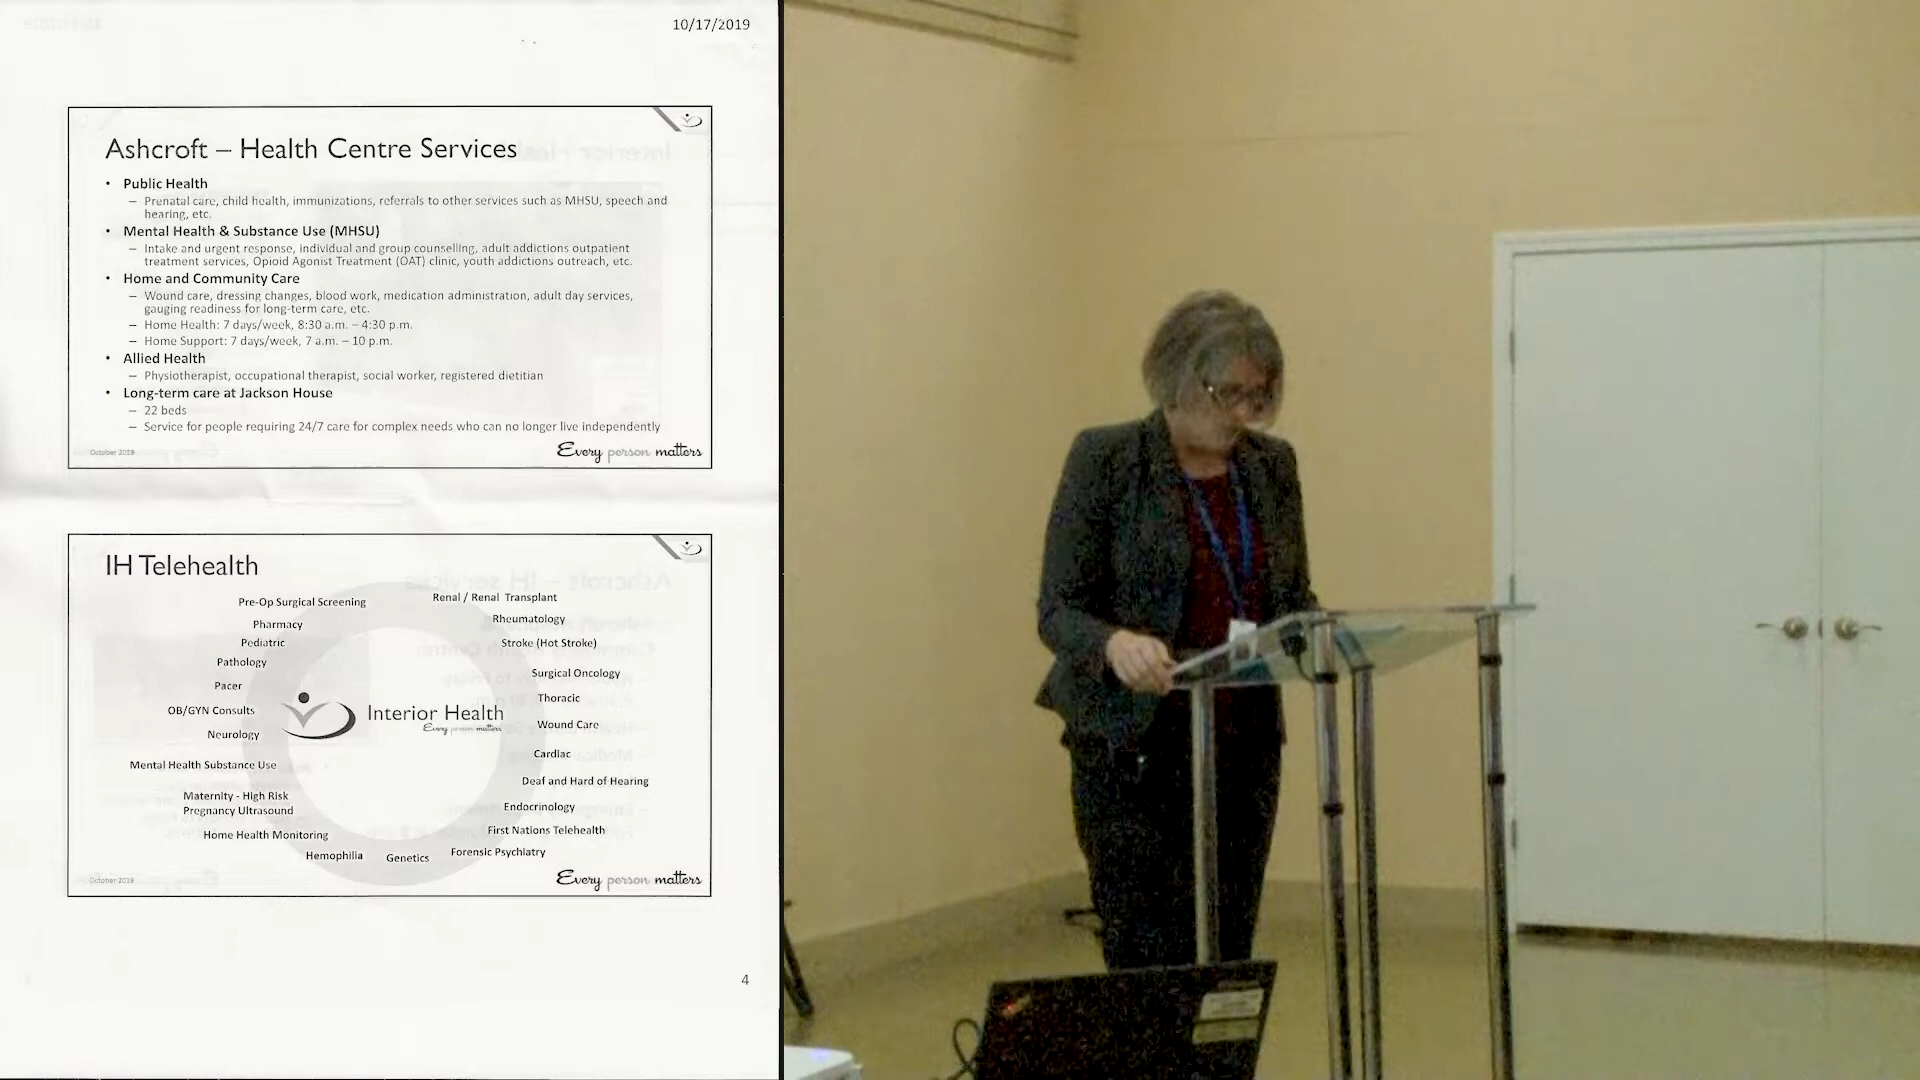 10/17/2019
Ashcroft – Health Centre Services
• Public Health
– Prenatal care, child health, immunizations, referrals to other services such as MHSU, speech and
hearing, etc.
• Mental Health & Substance Use (MHSU)
– Intake and urgent response, individual and group counselling, adult addictions outpatient
treatment services, Opioid Agonist Treatment (OAT) clinic, youth addictions outreach, etc.
• Home and Community Care
– Wound care, dressing changes, blood work, medication administration, adult day services,
gauging readiness for long-term care, etc.
– Home Health: 7 days/week, 8:30 a.m. – 4:30 p.m.
– Home Support: 7 days/week, 7 a.m. – 10 p.m.
• Allied Health
– Physiotherapist, occupational therapist, social worker, registered dietitian
• Long-term care at Jackson House
– 22 beds
– Service for people requiring 24/7 care for complex needs who can no longer live independently
October 2019
Every person matters
IH Telehealth
Pre-Op Surgical Screening
Pharmacy
Pediatric
Pathology
Pacer
OB/GYN Consults
Neurology
Mental Health Substance Use
Maternity - High Risk
Pregnancy Ultrasound
Home Health Monitoring
Hemophilia
Genetics
Forensic Psychiatry
First Nations Telehealth
Endocrinology
Deaf and Hard of Hearing
Cardiac
Wound Care
Thoracic
Surgical Oncology
Stroke (Hot Stroke)
Rheumatology
Renal / Renal Transplant
Interior Health
Every person matters
October 2019
Every person matters
4